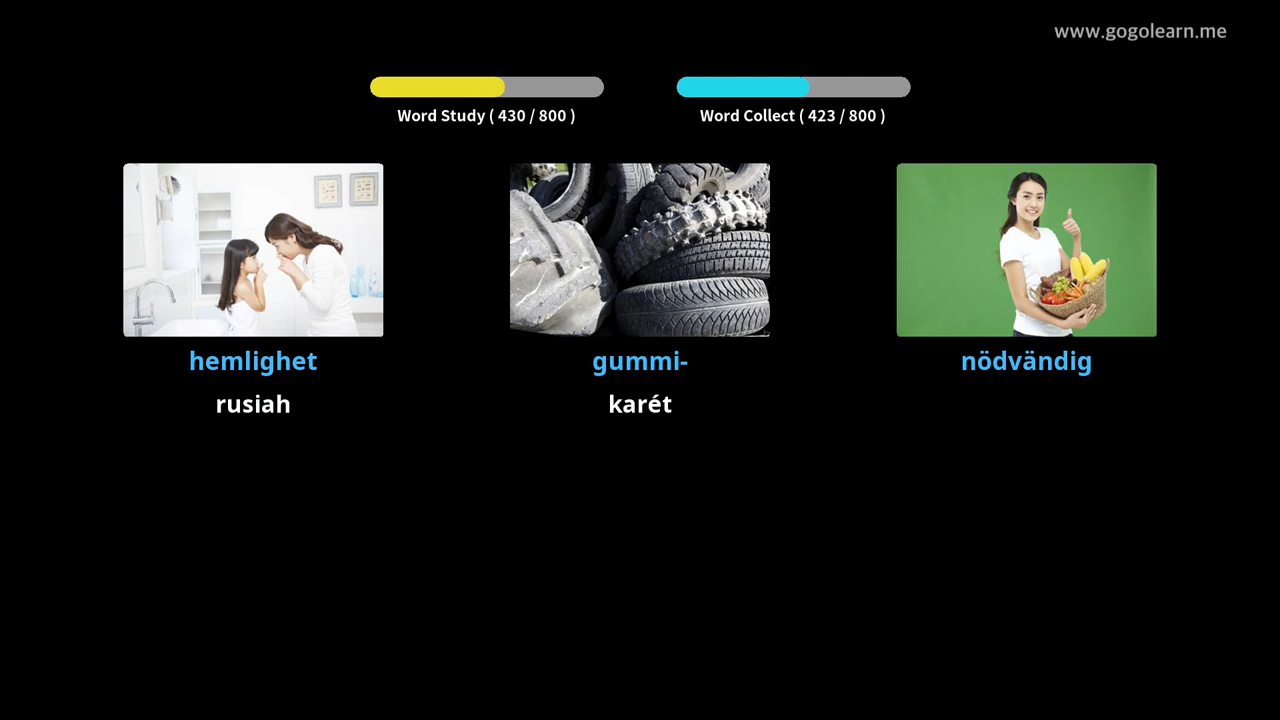 www.gogolearn.me
Word Study ( 430 / 800 )
Word Collect ( 423 / 800 )
hemlighet
rusiah
gummi-
karét
nödvändig